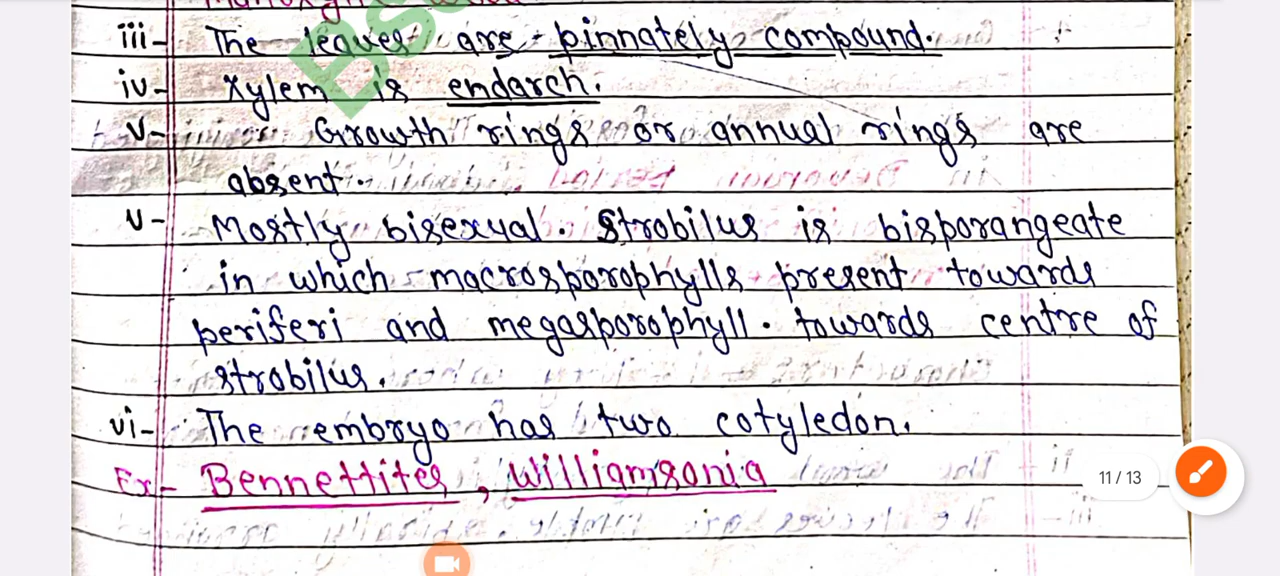 iii- The leaves are pinnately compound.
iv- Xylem is endarch.
v- Growth rings or annual rings are
absent.
v- Mostly bisexual. Strobilus is bisporangeate
in which macrosporophylls present towards
periferi and megasporophyll. towards centre of
strobilus.
vi- The embryo has two cotyledon.
Ex- Bennettites, Williamsonia
11 / 13